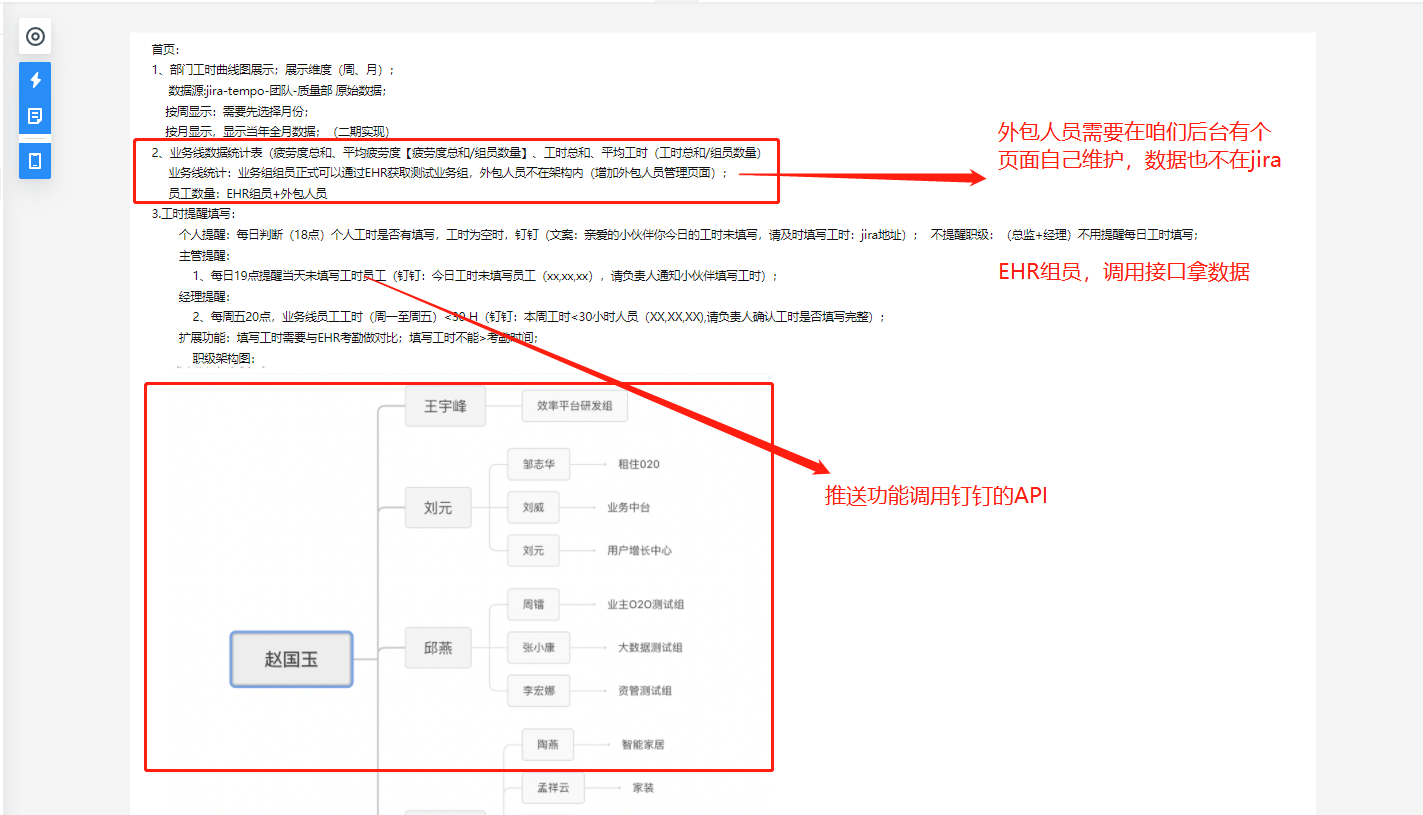 首页：
1、部门工时曲线图展示；展示维度（周、月）；
数据源:jira-tempo-团队-质量部 原始数据；
按周显示：需要先选择月份；
按月显示，显示当年全月数据；（二期实现）
2、业务线数据统计表（疲劳度总和、平均疲劳度【疲劳度总和/组员数量】、工时总和、平均工时（工时总和/组员数量）
业务线统计：业务组组员正式可以通过EHR获取测试业务组，外包人员不在架构内（增加外包人员管理页面）；
员工数量：EHR组员+外包人员
外包人员需要在咱们后台有个
页面自己维护，数据也不在jira
3.工时提醒填写：
个人提醒：每日判断（18点）个人工时是否有填写，工时为空时，钉钉（文案：亲爱的小伙伴你今日的工时未填写，请及时填写工时：jira地址）； 不提醒职级：（总监+经理）不用提醒每日工时填写；
主管提醒：
1、每日19点提醒当天未填写工时员工（钉钉：今日工时未填写员工（xx,xx,xx），请负责人通知小伙伴填写工时）；
EHR组员，调用接口拿数据
经理提醒：
2、每周五20点，业务线员工工时（周一至周五）<30 H（钉钉：本周工时<30小时人员（XX,XX,XX),请负责人确认工时是否填写完整）；
扩展功能：填写工时需要与EHR考勤做对比；填写工时不能>考勤时间；
职级架构图：
王宇峰 效率平台研发组
邹志华 租住020
刘元
刘威 业务中台
刘元 用户增长中心
推送功能调用钉钉的API
周镭 业主O2O测试组
邱燕
张小康 大数据测试组
赵国玉
李宏娜 资管测试组
陶燕 智能家居
孟祥云 家装